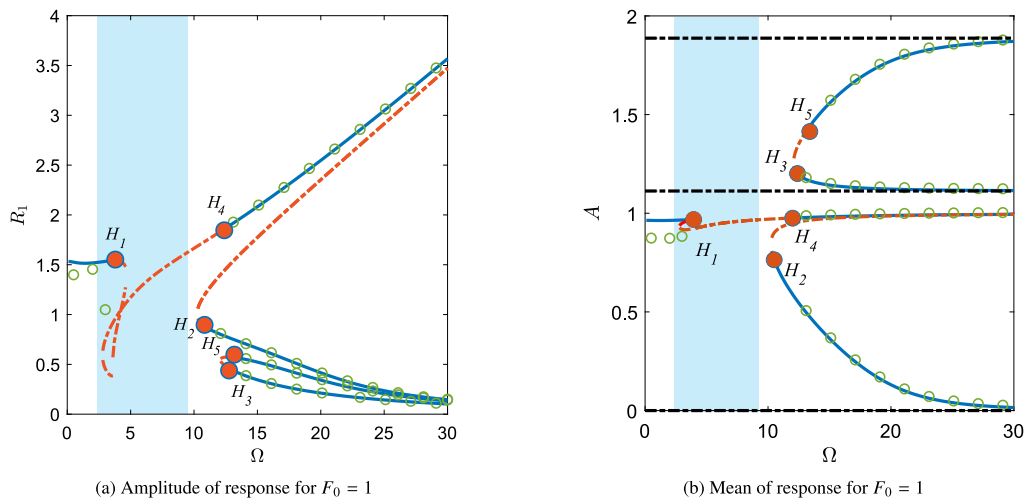 4
3.5
3
2.5
2
1.5
1
0.5
0
R₁
H₁
H₄
H₂
H₅
H₃
0 5 10 15 20 25 30
Ω
(a) Amplitude of response for F₀ = 1
2
1.5
1
0.5
0
A
H₅
H₃
H₁
H₄
H₂
0 10 20 30
Ω
(b) Mean of response for F₀ = 1